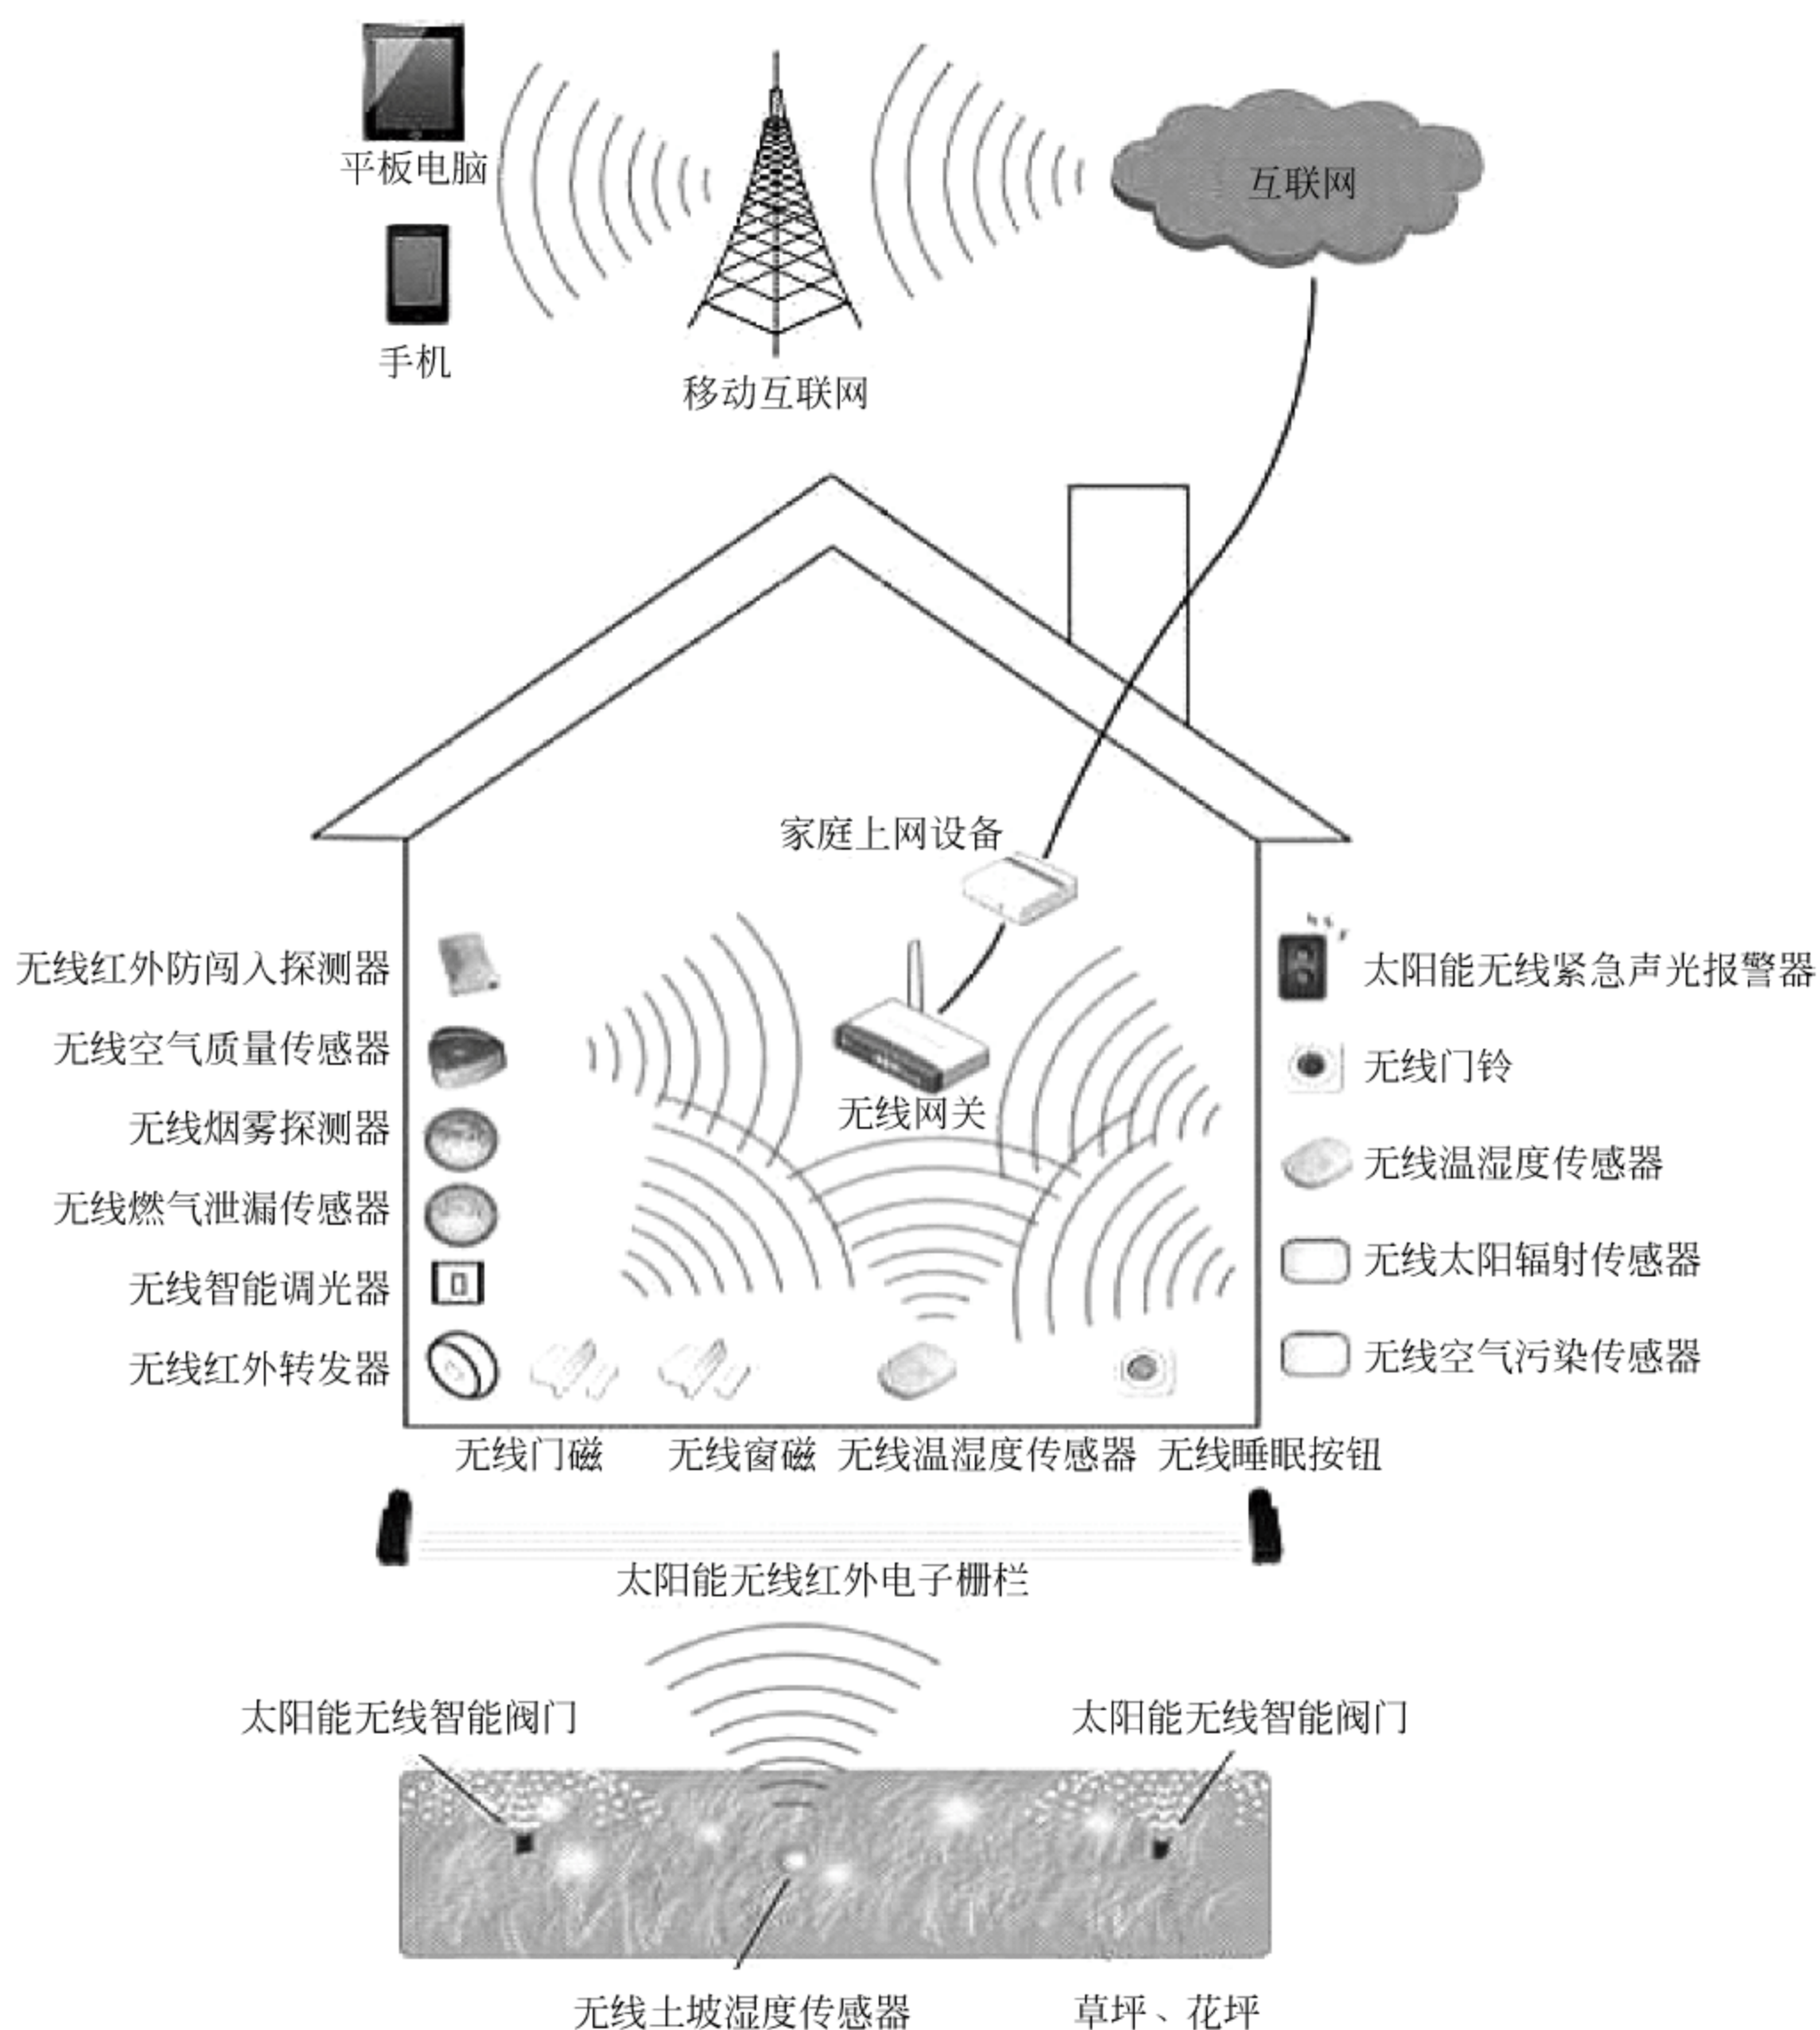 平板电脑
互联网
手机
移动互联网
家庭上网设备
无线红外防闯入探测器
太阳能无线紧急声光报警器
无线空气质量传感器
无线门铃
无线网关
无线烟雾探测器
无线温湿度传感器
无线燃气泄漏传感器
无线太阳辐射传感器
无线智能调光器
无线空气污染传感器
无线红外转发器
无线门磁
无线窗磁
无线温湿度传感器
无线睡眠按钮
太阳能无线红外电子栅栏
太阳能无线智能阀门
太阳能无线智能阀门
无线土坡湿度传感器
草坪、花坪